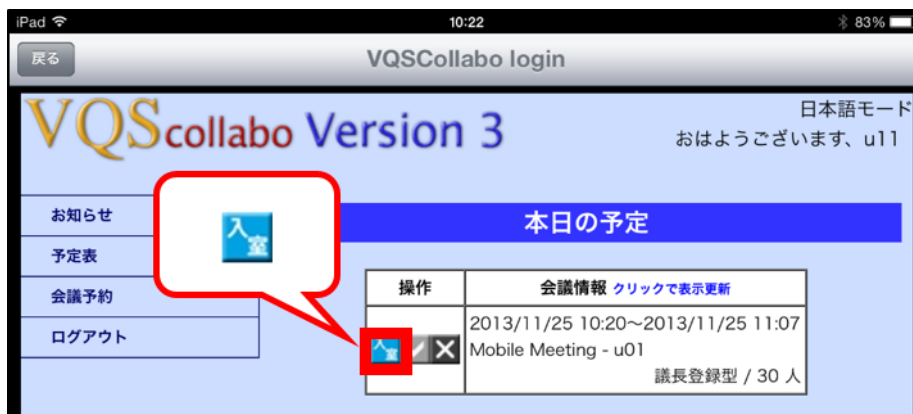 iPad 10:22 83%
戻る VQSCollabo login
VQScollabo Version 3
日本語モード
おはようございます、u11
お知らせ
予定表
会議予約
ログアウト
入室
本日の予定
操作 会議情報 クリックで表示更新
入室
2013/11/25 10:20～2013/11/25 11:07
Mobile Meeting - u01
議長登録型 / 30 人